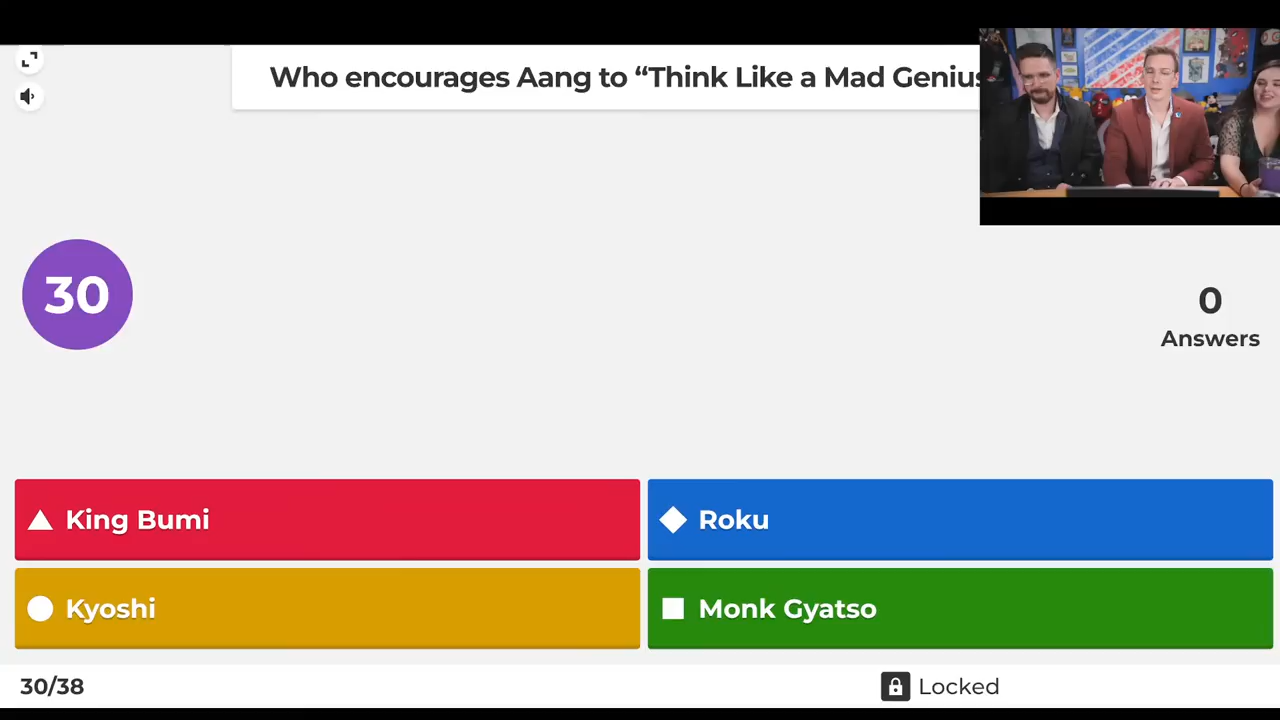 Who encourages Aang to “Think Like a Mad Genius
30
0
Answers
King Bumi
Roku
Kyoshi
Monk Gyatso
30/38
Locked